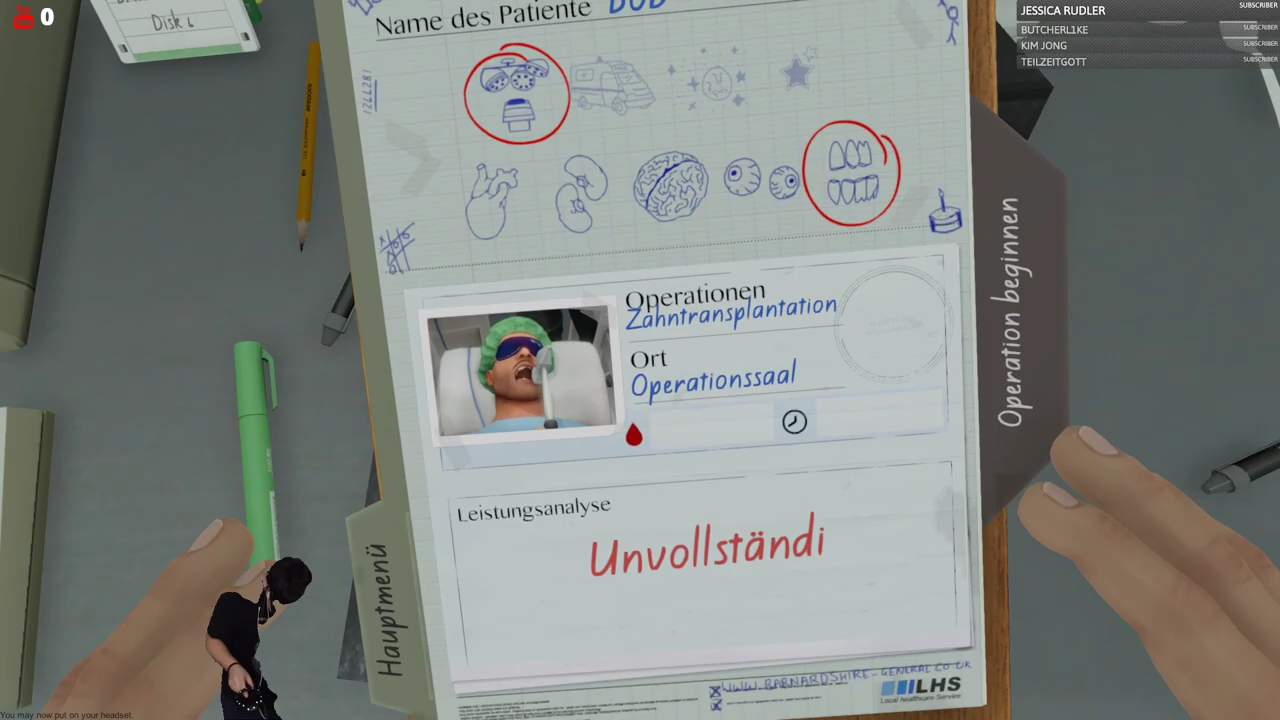 0
Disk
JESSICA RUDLER
SUBSCRIBER
BUTCHERL1KE
SUBSCRIBER
KIM JONG
SUBSCRIBER
TEILZEITGOTT
SUBSCRIBER
Name des Patiente BOB
Operationen
Zahntransplantation
Ort
Operationssaal
Operation beginnen
Leistungsanalyse
Unvollständi
Hauptmenü
WWW.BARNARDSHIRE-GENERAL.CO.UK
LHS
Local Healthcare Service
You may now put on your headset.